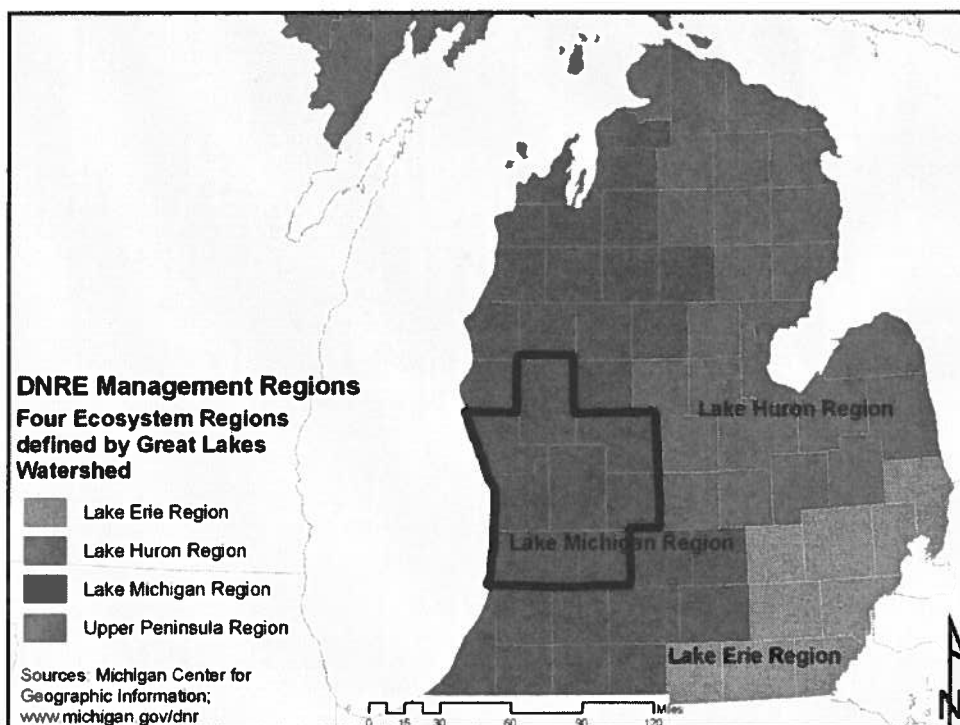 DNRE Management Regions
Four Ecosystem Regions
defined by Great Lakes
Watershed
Lake Erie Region
Lake Huron Region
Lake Michigan Region
Upper Peninsula Region
Sources: Michigan Center for
Geographic Information;
www.michigan.gov/dnr
Lake Huron Region
Lake Michigan Region
Lake Erie Region
Miles
0 15 30 60 90 120
N